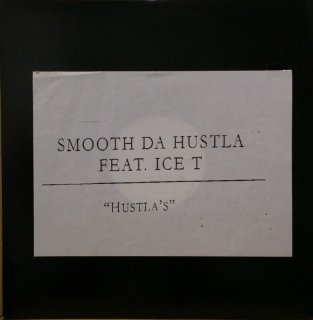 SMOOTH DA HUSTLA
FEAT. ICE T
“HUSTLA'S”